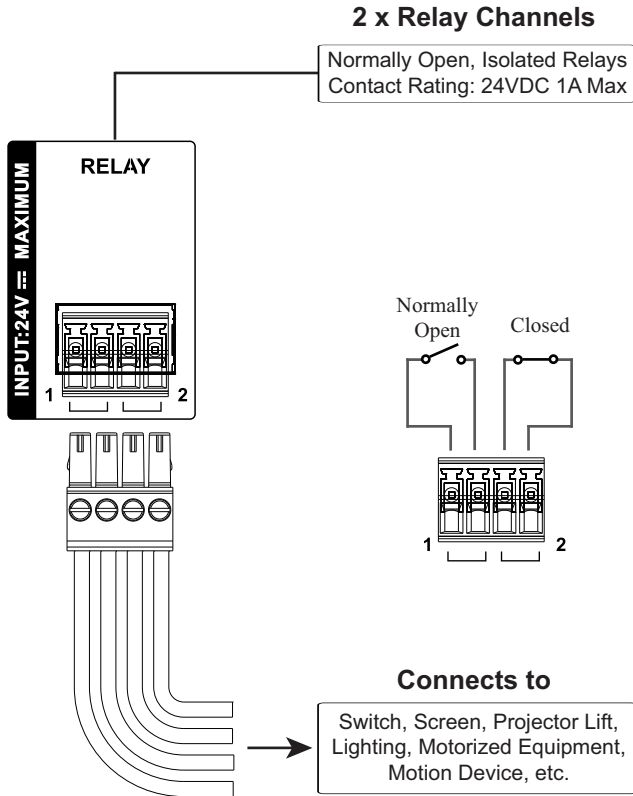 2 x Relay Channels
Normally Open, Isolated Relays
Contact Rating: 24VDC 1A Max
RELAY
INPUT:24V ⎓ MAXIMUM
1 2
Normally
Open
Closed
1 2
Connects to
Switch, Screen, Projector Lift,
Lighting, Motorized Equipment,
Motion Device, etc.